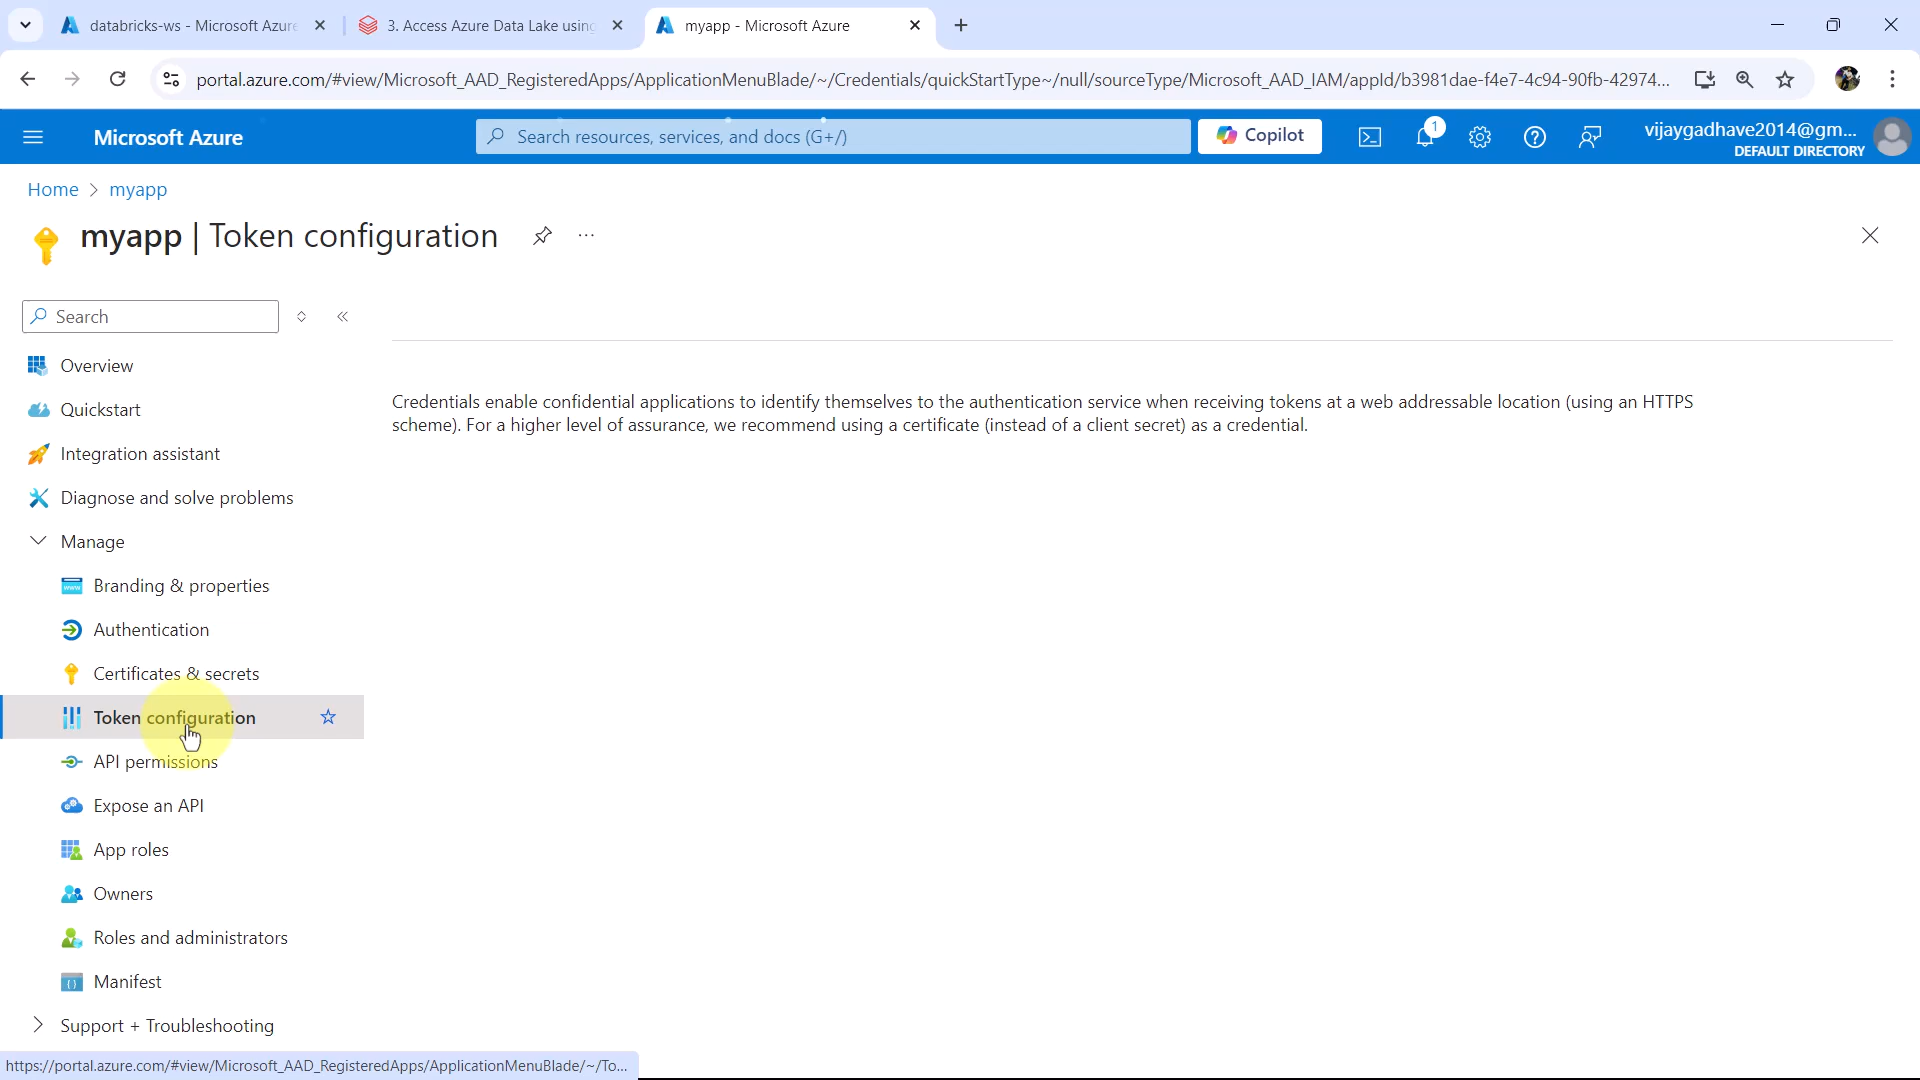 databricks-ws - Microsoft Azure
3. Access Azure Data Lake using
myapp - Microsoft Azure
portal.azure.com/#view/Microsoft_AAD_RegisteredApps/ApplicationMenuBlade/~/Credentials/quickStartType~/null/sourceType/Microsoft_AAD_IAM/appId/b3981dae-f4e7-4c94-90fb-42974...
Microsoft Azure
Search resources, services, and docs (G+/)
Copilot
1
vijaygadhave2014@gm...
DEFAULT DIRECTORY
Home > myapp
myapp | Token configuration
Search
Overview
Quickstart
Integration assistant
Diagnose and solve problems
Manage
Branding & properties
Authentication
Certificates & secrets
Token configuration
API permissions
Expose an API
App roles
Owners
Roles and administrators
Manifest
Support + Troubleshooting
Credentials enable confidential applications to identify themselves to the authentication service when receiving tokens at a web addressable location (using an HTTPS
scheme). For a higher level of assurance, we recommend using a certificate (instead of a client secret) as a credential.
https://portal.azure.com/#view/Microsoft_AAD_RegisteredApps/ApplicationMenuBlade/~/To...